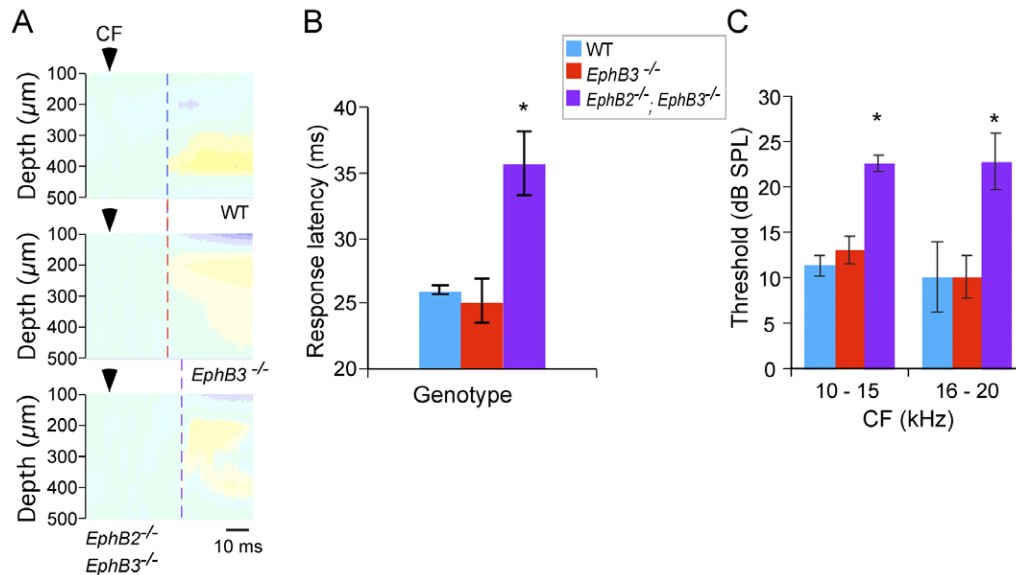 A
CF
Depth (µm)
100
200
300
400
500
WT
Depth (µm)
100
200
300
400
500
EphB3 -/-
Depth (µm)
100
200
300
400
500
EphB2-/-
EphB3-/-
10 ms
B
WT
EphB3 -/-
EphB2-/-; EphB3-/-
Response latency (ms)
40
35
30
25
20
*
Genotype
C
Threshold (dB SPL)
30
25
20
15
10
5
0
* *
10 - 15 16 - 20
CF (kHz)